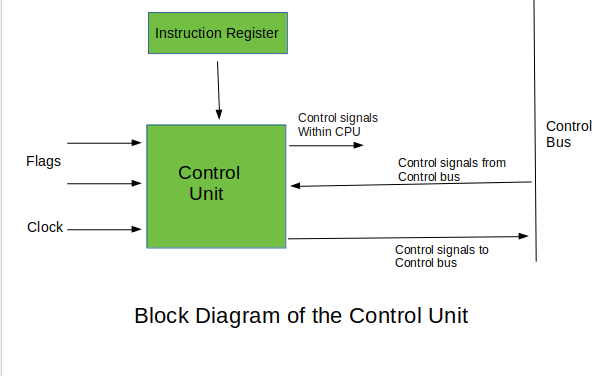 Instruction Register
Control signals
Within CPU
Control
Bus
Flags
Control
Unit
Control signals from
Control bus
Clock
Control signals to
Control bus
Block Diagram of the Control Unit